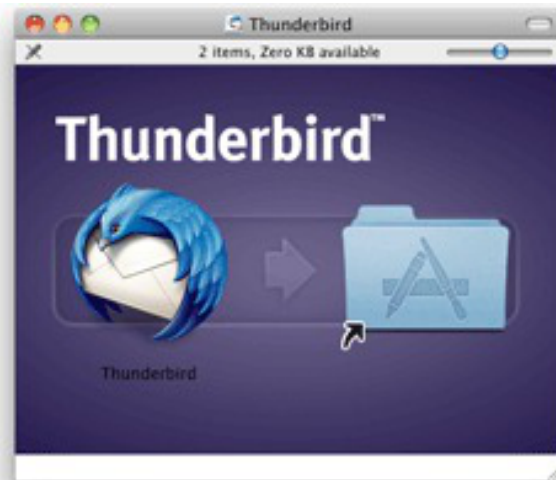 Thunderbird
2 items, Zero KB available
Thunderbird™
Thunderbird